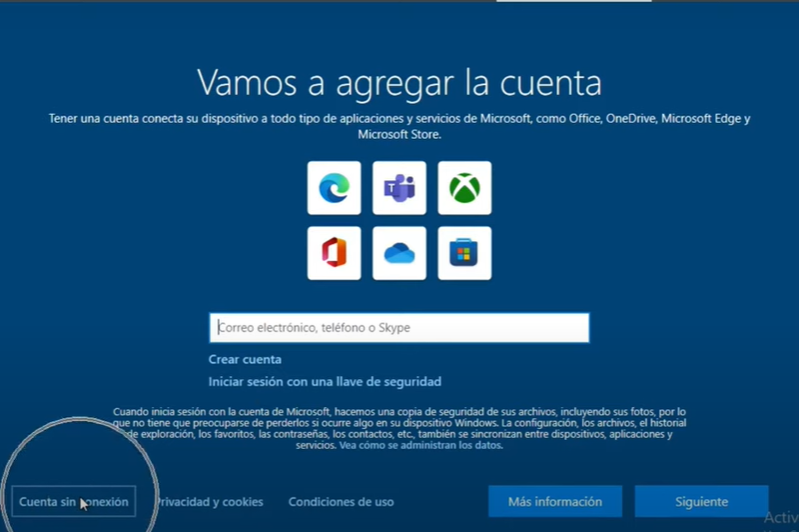 Vamos a agregar la cuenta
Tener una cuenta conecta su dispositivo a todo tipo de aplicaciones y servicios de Microsoft, como Office, OneDrive, Microsoft Edge y
Microsoft Store.
Correo electrónico, teléfono o Skype
Crear cuenta
Iniciar sesión con una llave de seguridad
Cuando inicia sesión con la cuenta de Microsoft, hacemos una copia de seguridad de sus archivos, incluyendo sus fotos, por lo
que no tiene que preocuparse de perderlos si ocurre algo en su dispositivo Windows. La configuración, los archivos, el historial
de exploración, los favoritos, las contraseñas, los contactos, etc., también se sincronizan entre dispositivos, aplicaciones y
servicios. Vea cómo se administran los datos.
Cuenta sin conexión Privacidad y cookies Condiciones de uso Más información Siguiente